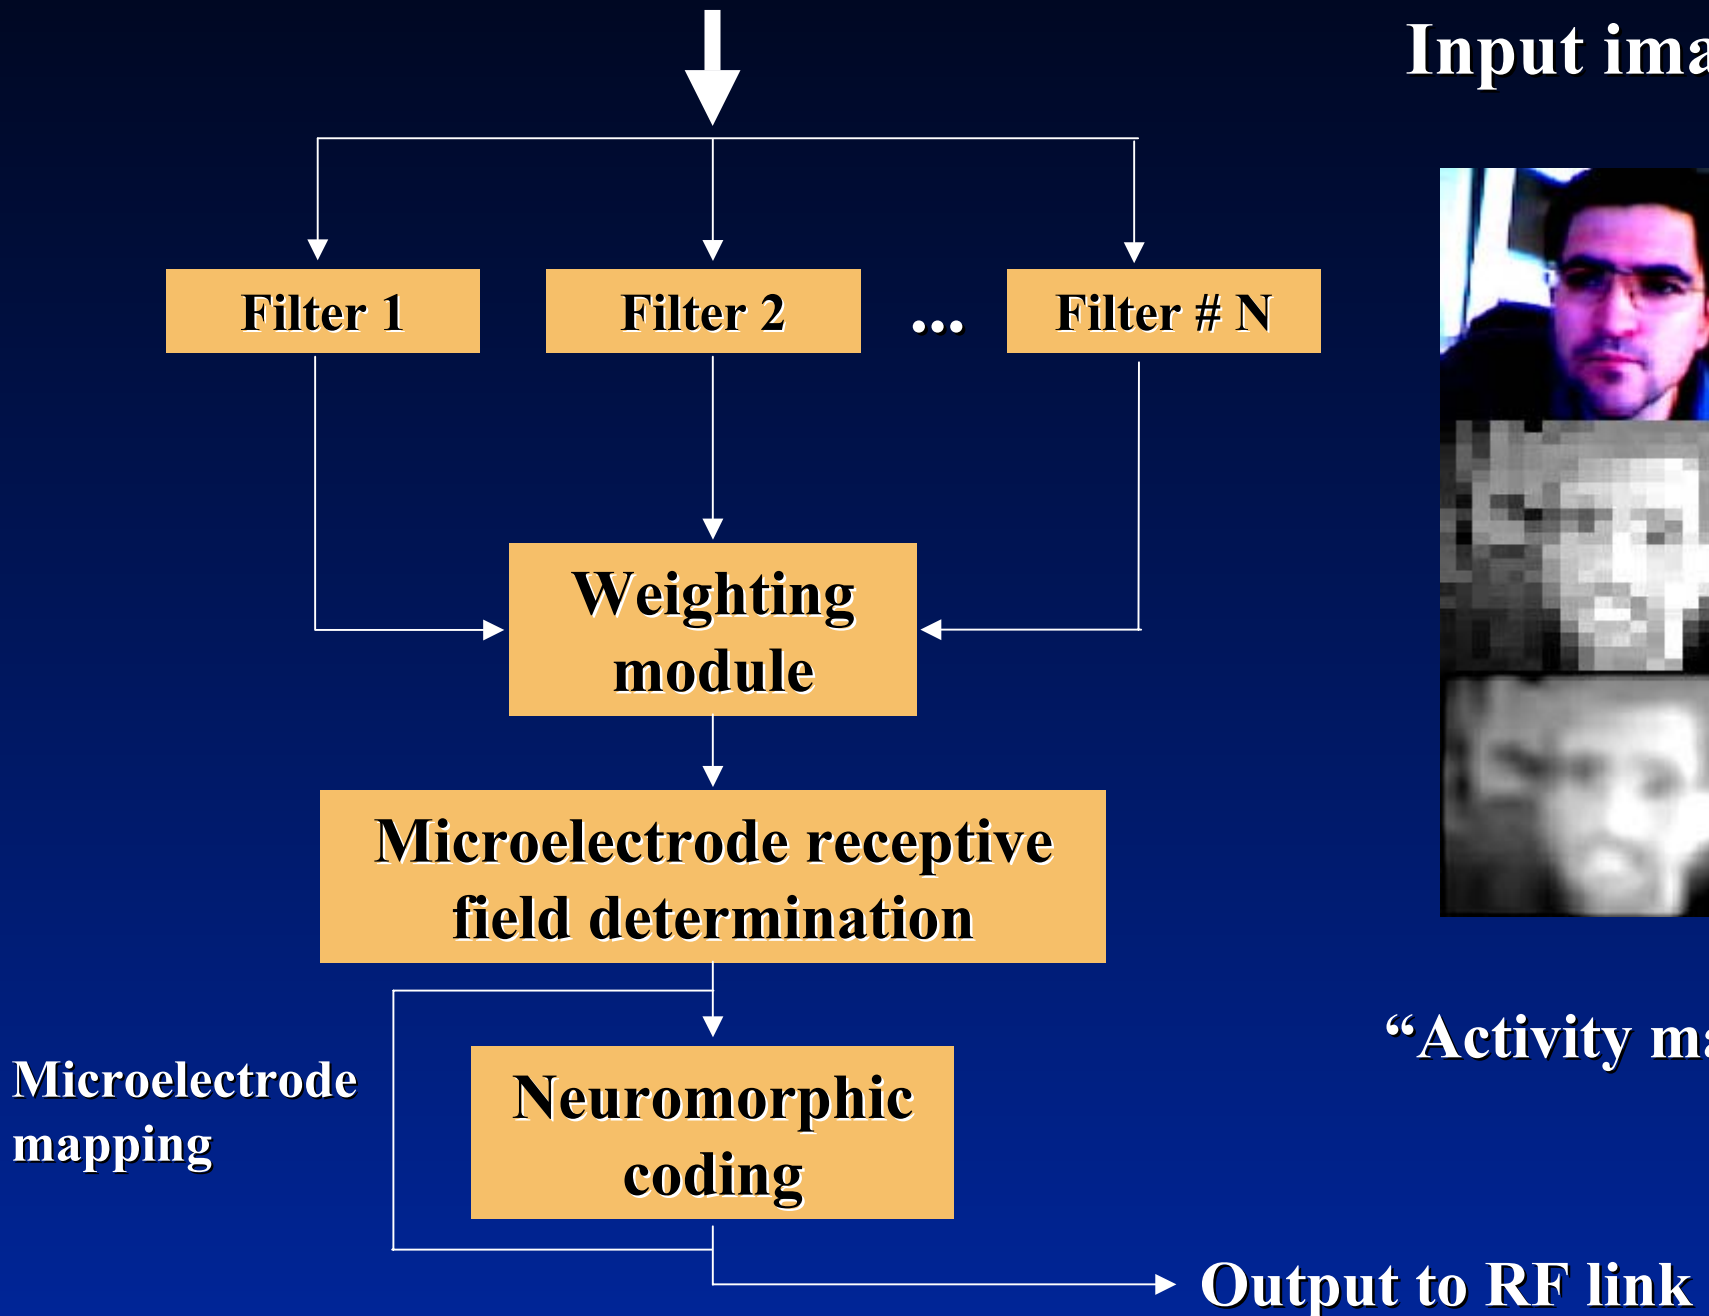 Input ima
Filter 1
Filter 2
...
Filter # N
Weighting
module
Microelectrode receptive
field determination
Microelectrode
mapping
Neuromorphic
coding
“Activity ma
Output to RF link